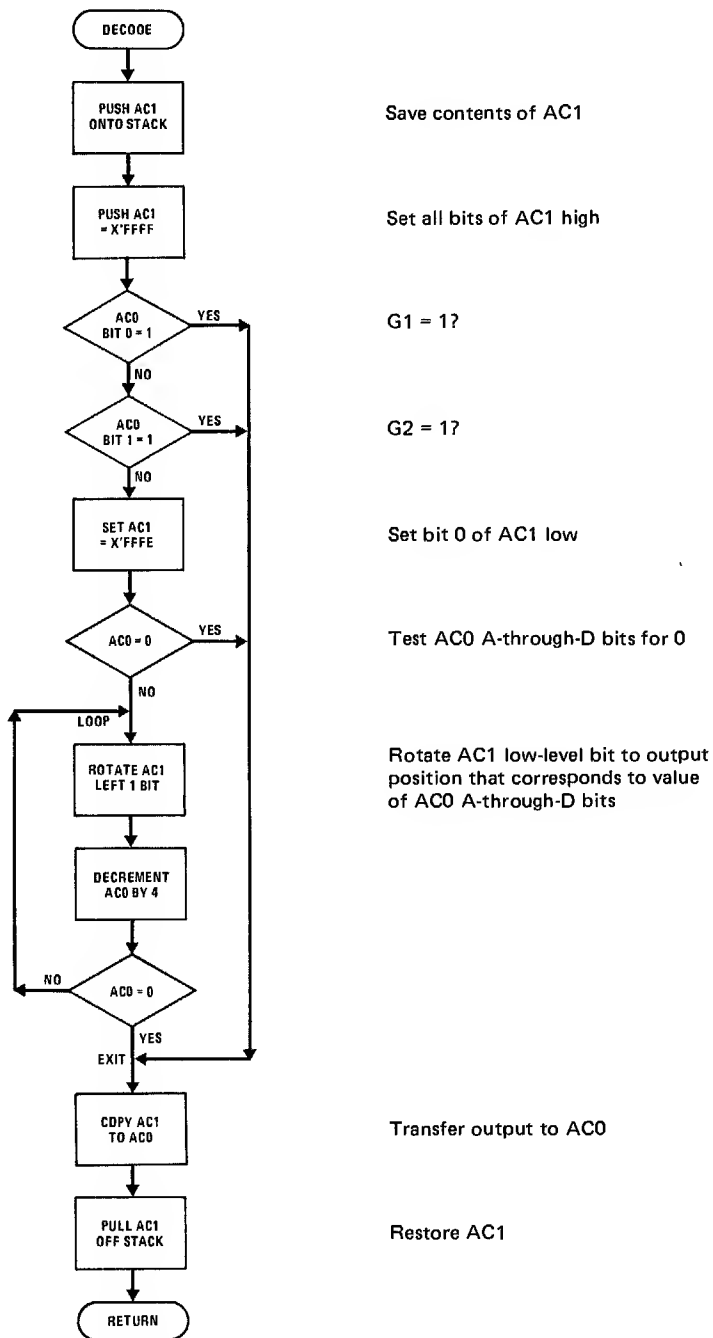 DECODE
PUSH AC1
ONTO STACK
Save contents of AC1
PUSH AC1
= X'FFFF
Set all bits of AC1 high
AC0
BIT 0 = 1
YES
G1 = 1?
NO
AC0
BIT 1 = 1
YES
G2 = 1?
NO
SET AC1
= X'FFFE
Set bit 0 of AC1 low
AC0 = 0
YES
Test AC0 A-through-D bits for 0
NO
LOOP
ROTATE AC1
LEFT 1 BIT
Rotate AC1 low-level bit to output
position that corresponds to value
of AC0 A-through-D bits
DECREMENT
AC0 BY 4
NO
AC0 = 0
YES
EXIT
COPY AC1
TO AC0
Transfer output to AC0
PULL AC1
OFF STACK
Restore AC1
RETURN